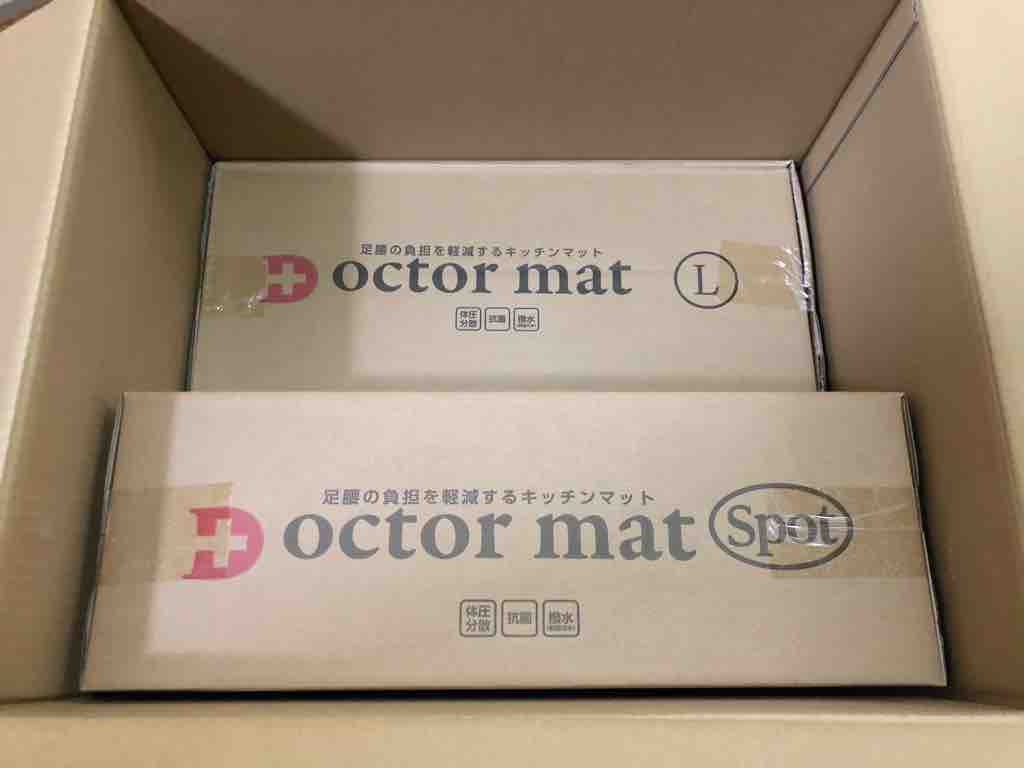 足腰の負担を軽減するキッチンマット
Doctor mat L
体圧分散 抗菌 撥水
足腰の負担を軽減するキッチンマット
Doctor mat Spot
体圧分散 抗菌 撥水